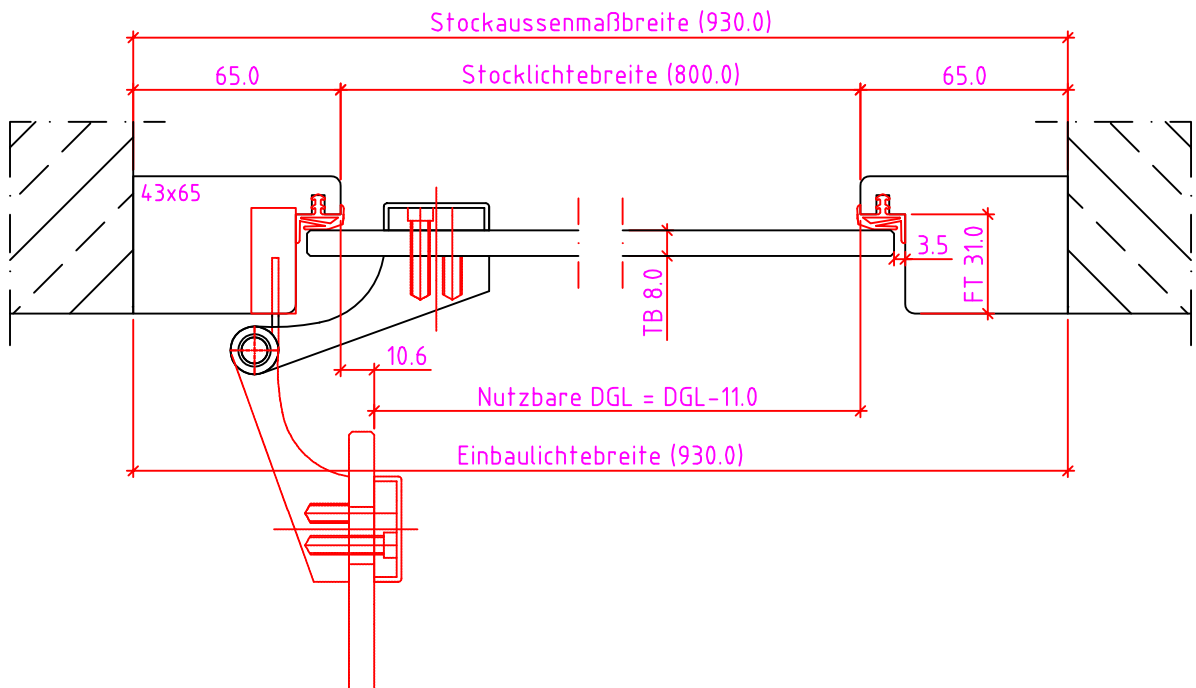 Stockaussenmaßbreite (930.0)
65.0
Stocklichtebreite (800.0)
65.0
43x65
3.5
FT 31.0
TB 8.0
10.6
Nutzbare DGL = DGL-11.0
Einbaulichtebreite (930.0)